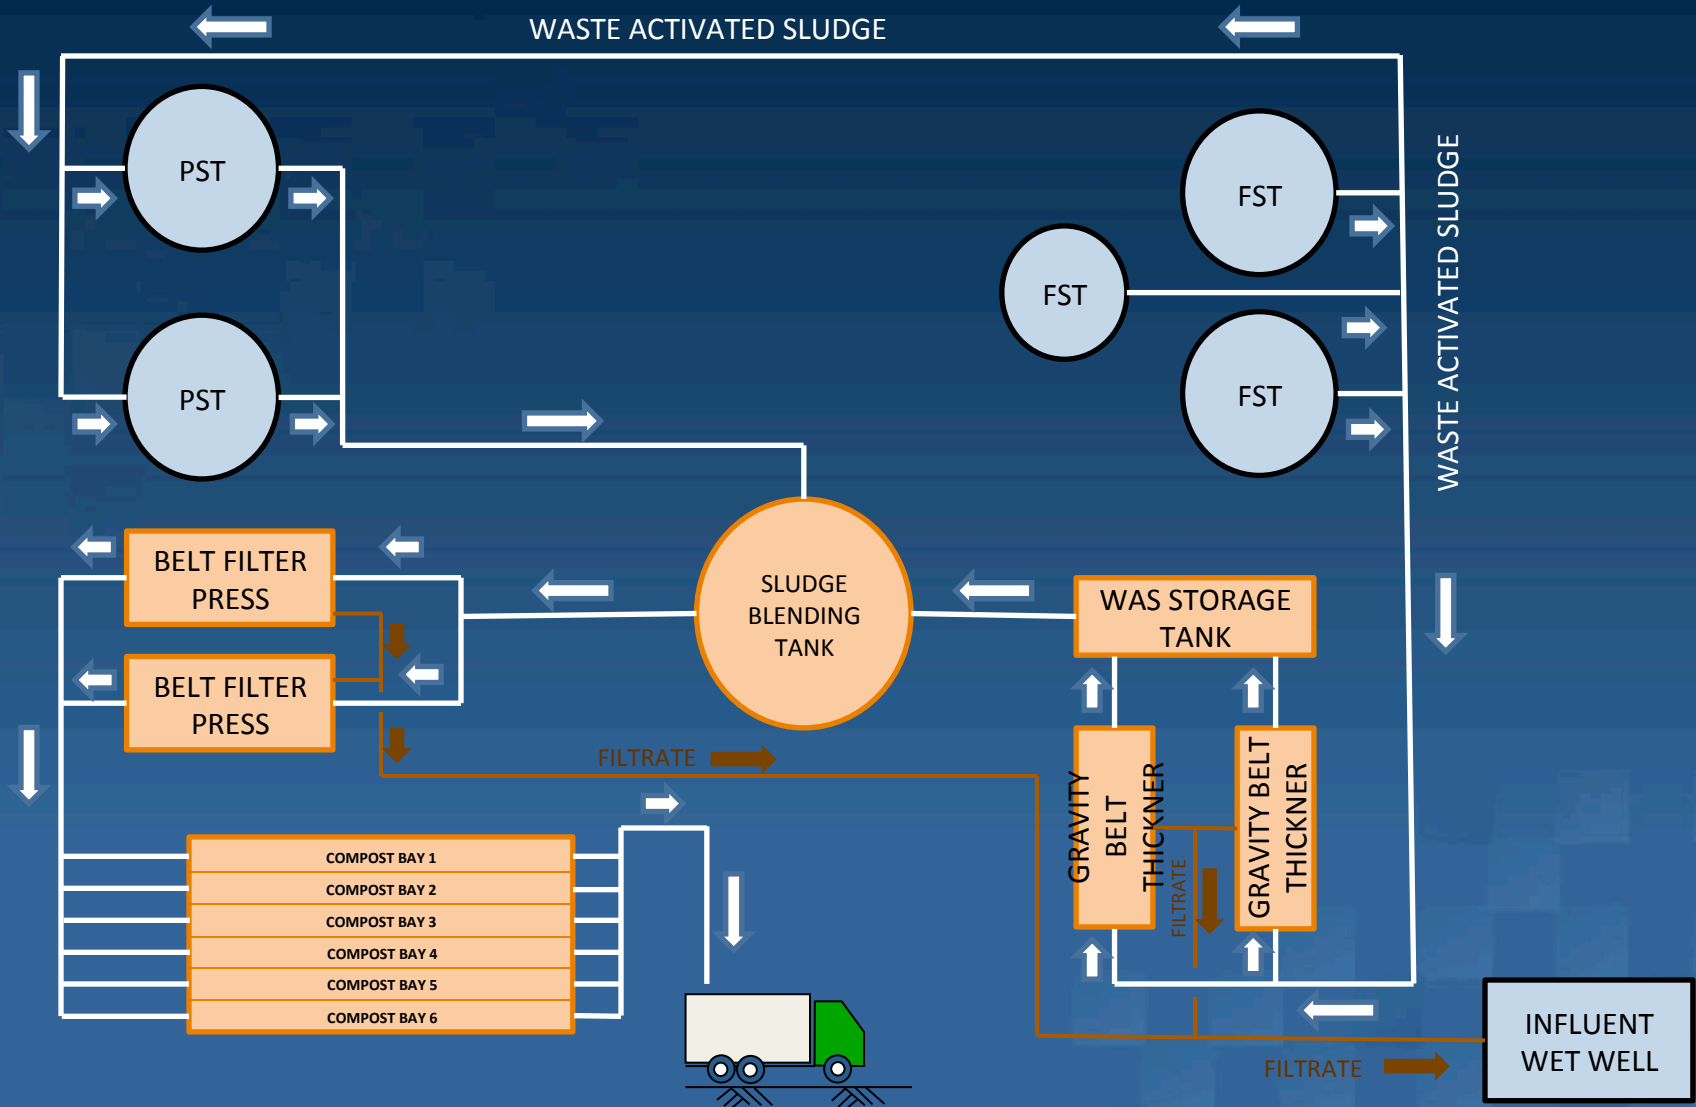 WASTE ACTIVATED SLUDGE
PST
FST
WASTE ACTIVATED SLUDGE
FST
PST
FST
BELT FILTER
PRESS
SLUDGE
BLENDING
TANK
WAS STORAGE
TANK
BELT FILTER
PRESS
FILTRATE
GRAVITY
BELT
THICKNER
GRAVITY BELT
THICKNER
FILTRATE
COMPOST BAY 1
COMPOST BAY 2
COMPOST BAY 3
COMPOST BAY 4
COMPOST BAY 5
COMPOST BAY 6
INFLUENT
WET WELL
FILTRATE